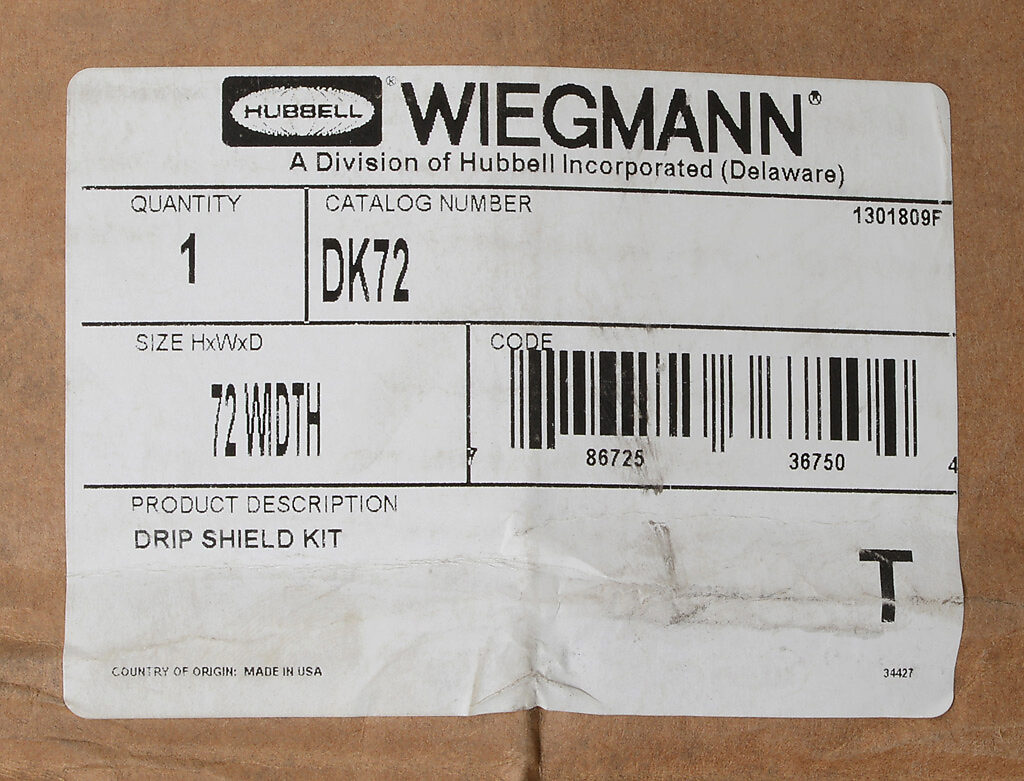 HUBBELL ® WIEGMANN ®
A Division of Hubbell Incorporated (Delaware)
QUANTITY
1
CATALOG NUMBER
1301809F
DK72
SIZE HxWxD
72 WIDTH
CODE
7 86725 36750 4
PRODUCT DESCRIPTION
DRIP SHIELD KIT
T
COUNTRY OF ORIGIN: MADE IN USA
34427